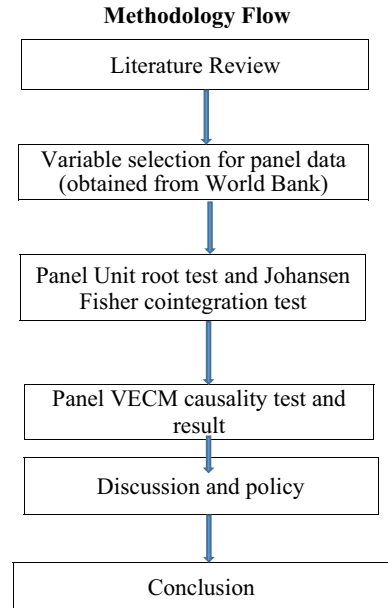 Methodology Flow
Literature Review
Variable selection for panel data
(obtained from World Bank)
Panel Unit root test and Johansen
Fisher cointegration test
Panel VECM causality test and
result
Discussion and policy
Conclusion